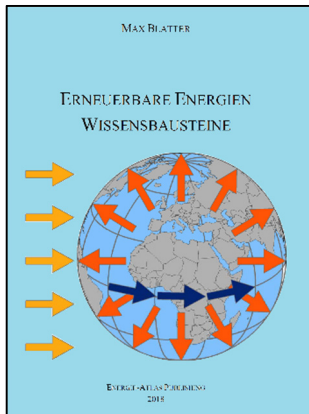 MAX BLATTER
ERNEUERBARE ENERGIEN
WISSENSBAUSTEINE
ENERGIE-ATLAS PUBLISHING
2018